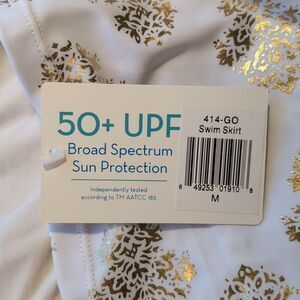 50+ UPF
Broad Spectrum
Sun Protection
Independently tested
according to TM AATCC 183
414-GO
Swim Skirt
8 49253 01910 8
M